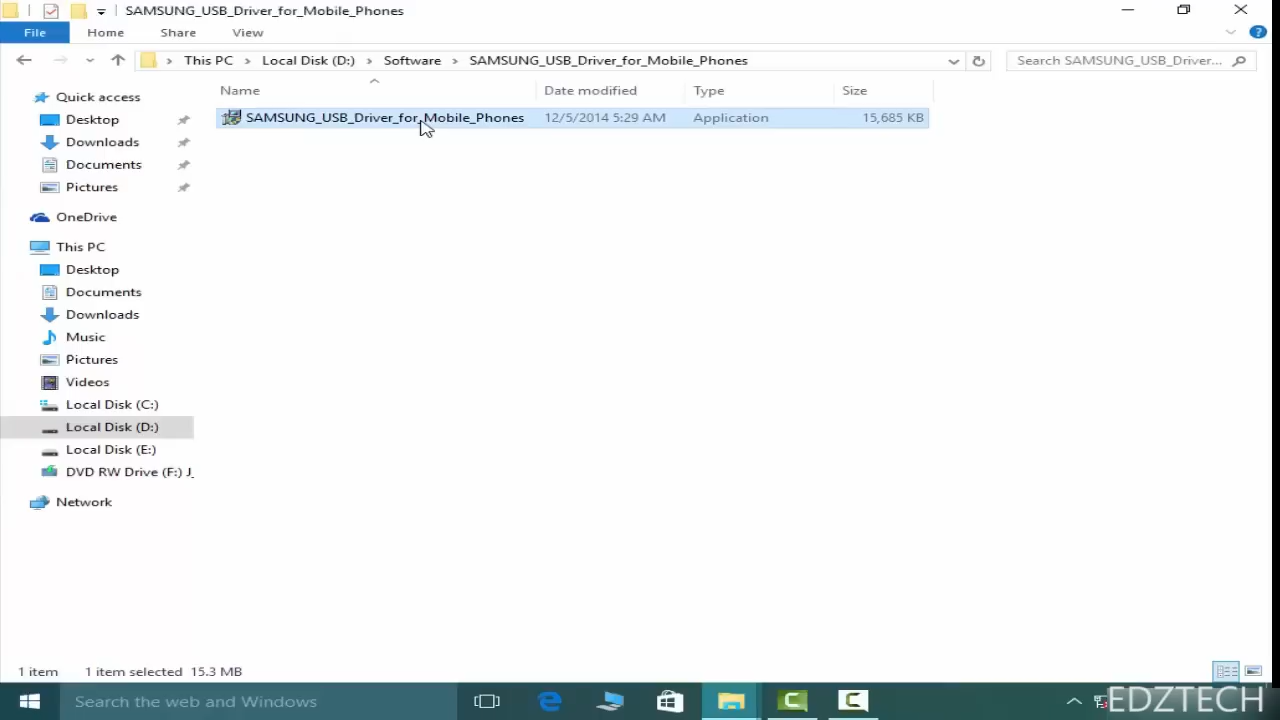 SAMSUNG_USB_Driver_for_Mobile_Phones
File Home Share View
This PC Local Disk (D:) Software SAMSUNG_USB_Driver_for_Mobile_Phones Search SAMSUNG_USB_Driver...
Name Date modified Type Size
SAMSUNG_USB_Driver_for_Mobile_Phones 12/5/2014 5:29 AM Application 15,685 KB
Quick access
Desktop
Downloads
Documents
Pictures
OneDrive
This PC
Desktop
Documents
Downloads
Music
Pictures
Videos
Local Disk (C:)
Local Disk (D:)
Local Disk (E:)
DVD RW Drive (F:) J_
Network
1 item 1 item selected 15.3 MB
Search the web and Windows
EDZTECH